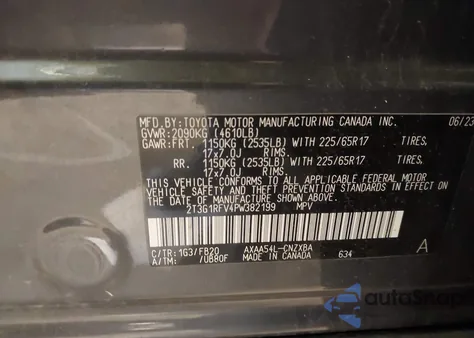 MFD.BY:TOYOTA MOTOR MANUFACTURING CANADA INC. 06/23
GVWR:2090KG (4610LB)
GAWR:FRT. 1150KG (2535LB) WITH 225/65R17 TIRES.
17x7.0J RIMS.
RR. 1150KG (2535LB) WITH 225/65R17 TIRES.
17x7.0J RIMS.
THIS VEHICLE CONFORMS TO ALL APPLICABLE FEDERAL MOTOR
VEHICLE SAFETY AND THEFT PREVENTION STANDARDS IN
EFFECT ON THE DATE OF MANUFACTURE SHOWN ABOVE.
2T3G1RFV4PW382199 MPV
C/TR:1G3/FB20 AXAA54L-CNZXBA A
A/TM: /UB80F MADE IN CANADA 634
autoSnap